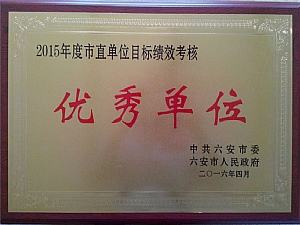 2015年度市直单位目标绩效考核
优秀单位
中共六安市委
六安市人民政府
二〇一六年四月